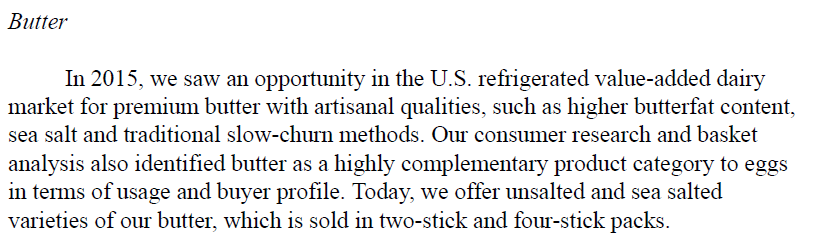 Butter
In 2015, we saw an opportunity in the U.S. refrigerated value-added dairy
market for premium butter with artisanal qualities, such as higher butterfat content,
sea salt and traditional slow-churn methods. Our consumer research and basket
analysis also identified butter as a highly complementary product category to eggs
in terms of usage and buyer profile. Today, we offer unsalted and sea salted
varieties of our butter, which is sold in two-stick and four-stick packs.